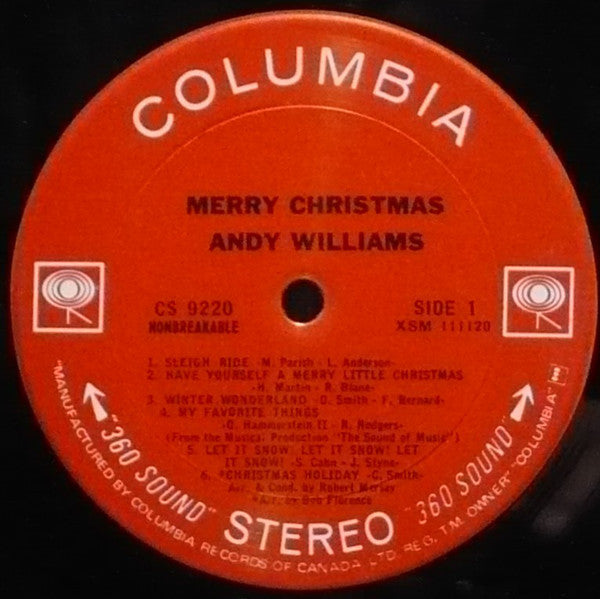 COLUMBIA
MERRY CHRISTMAS
ANDY WILLIAMS
CS 9220
NONBREAKABLE
SIDE 1
XSM 111120
1. SLEIGH RIDE -M. Parish - L. Anderson-
2. HAVE YOURSELF A MERRY LITTLE CHRISTMAS
-H. Martin - R. Blane-
3. WINTER WONDERLAND -D. Smith - F. Bernard-
4. MY FAVORITE THINGS
-O. Hammerstein II - R. Rodgers-
(From the Musical Production "The Sound of Music")
5. LET IT SNOW! LET IT SNOW! LET
IT SNOW! -S. Cahn - J. Styne-
6. *CHRISTMAS HOLIDAY -C. Smith-
Arr. & Cond. by Robert Mersey
*Arr. by Bob Florence
"360 SOUND" STEREO "360 SOUND"
"MANUFACTURED BY COLUMBIA RECORDS OF CANADA LTD. REG. T.M. OWNER" "COLUMBIA"